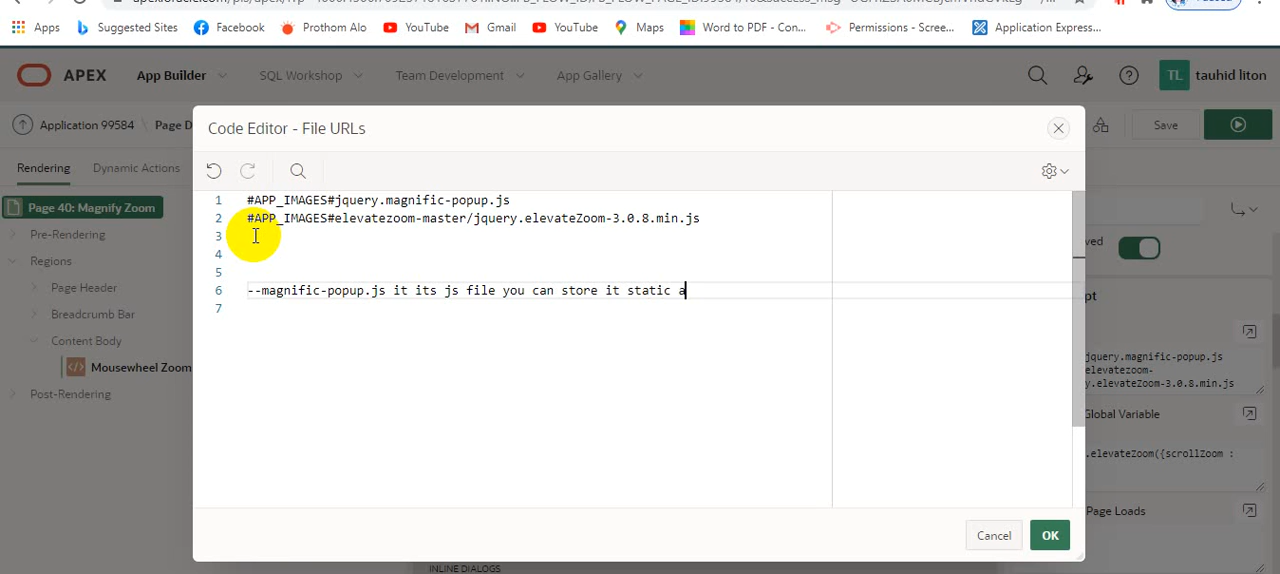 Apps
Suggested Sites
Facebook
Prothom Alo
YouTube
Gmail
YouTube
Maps
Word to PDF - Con...
Permissions - Scree...
Application Express...
APEX
App Builder
SQL Workshop
Team Development
App Gallery
TL
tauhid liton
Application 99584
Page D
Save
Code Editor - File URLs
Rendering
Dynamic Actions
Page 40: Magnify Zoom
Pre-Rendering
Regions
Page Header
Breadcrumb Bar
Content Body
Mousewheel Zoom
Post-Rendering
1 #APP_IMAGES#jquery.magnific-popup.js
2 #APP_IMAGES#elevatezoom-master/jquery.elevateZoom-3.0.8.min.js
3
4
5
6 --magnific-popup.js it its js file you can store it static a
7
ved
pt
jquery.magnific-popup.js
elevatezoom-
y.elevateZoom-3.0.8.min.js
Global Variable
.elevateZoom({scrollZoom :
Page Loads
Cancel
OK
INLINE DIALOGS